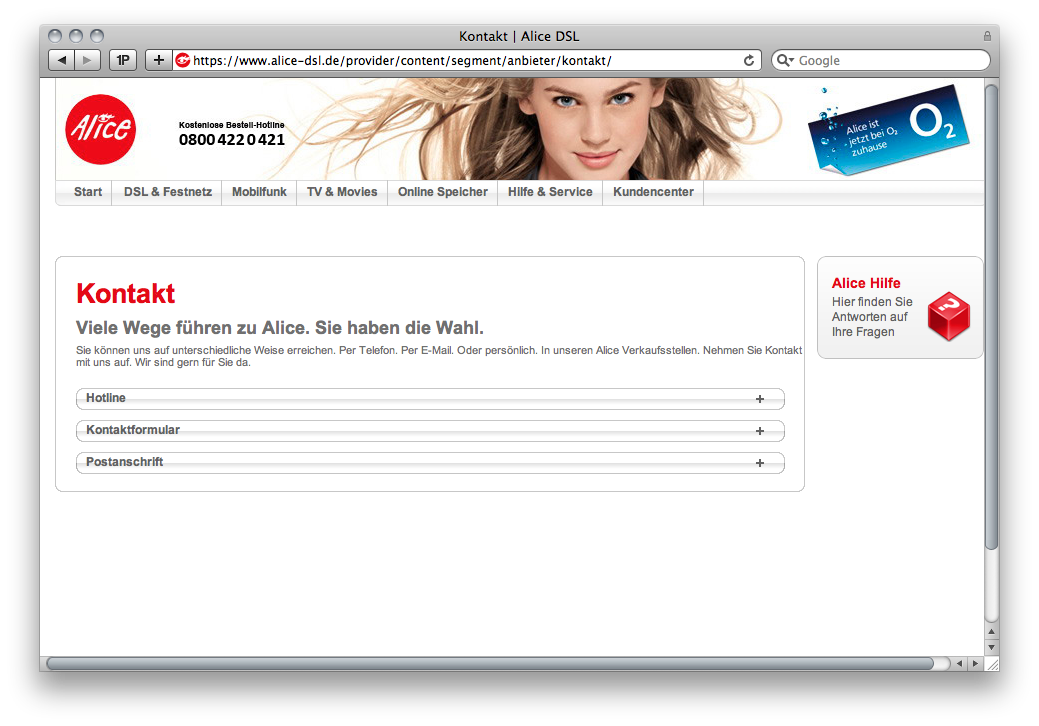 Kontakt | Alice DSL
1P
+
https://www.alice-dsl.de/provider/content/segment/anbieter/kontakt/
Google
Alice
Kostenlose Bestell-Hotline
0800 422 0 421
Alice ist
jetzt bei O₂
zuhause
O₂
Start
DSL & Festnetz
Mobilfunk
TV & Movies
Online Speicher
Hilfe & Service
Kundencenter
Kontakt
Viele Wege führen zu Alice. Sie haben die Wahl.
Sie können uns auf unterschiedliche Weise erreichen. Per Telefon. Per E-Mail. Oder persönlich. In unseren Alice Verkaufsstellen. Nehmen Sie Kontakt
mit uns auf. Wir sind gern für Sie da.
Hotline +
Kontaktformular +
Postanschrift +
Alice Hilfe
Hier finden Sie
Antworten auf
Ihre Fragen
?